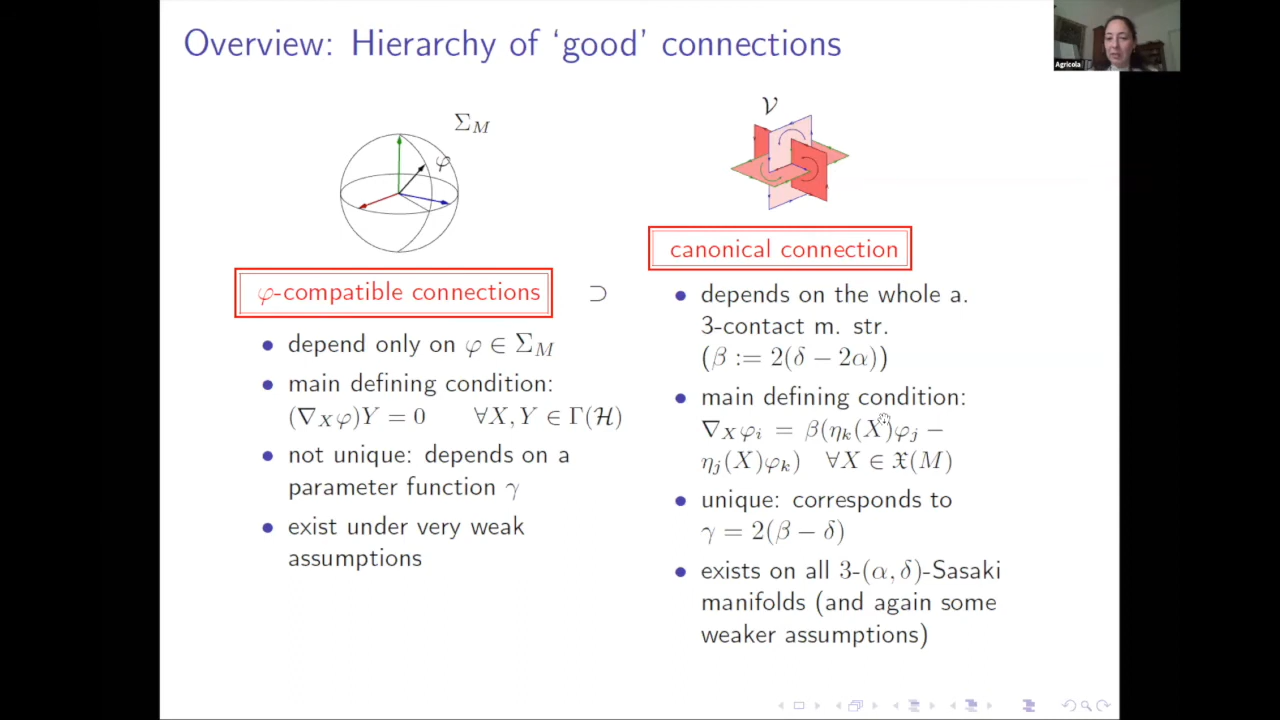 Overview: Hierarchy of ‘good’ connections
Agricola
Σ_M
φ
φ-compatible connections
• depend only on φ ∈ Σ_M
• main defining condition:
(∇_Xφ)Y = 0 ∀X, Y ∈ Γ(ℋ)
• not unique: depends on a
parameter function γ
• exist under very weak
assumptions
⊃
𝒱
canonical connection
• depends on the whole a.
3-contact m. str.
(β := 2(δ − 2α))
• main defining condition:
∇_Xφ_i = β(η_k(X)φ_j −
η_j(X)φ_k) ∀X ∈ 𝔛(M)
• unique: corresponds to
γ = 2(β − δ)
• exists on all 3-(α, δ)-Sasaki
manifolds (and again some
weaker assumptions)